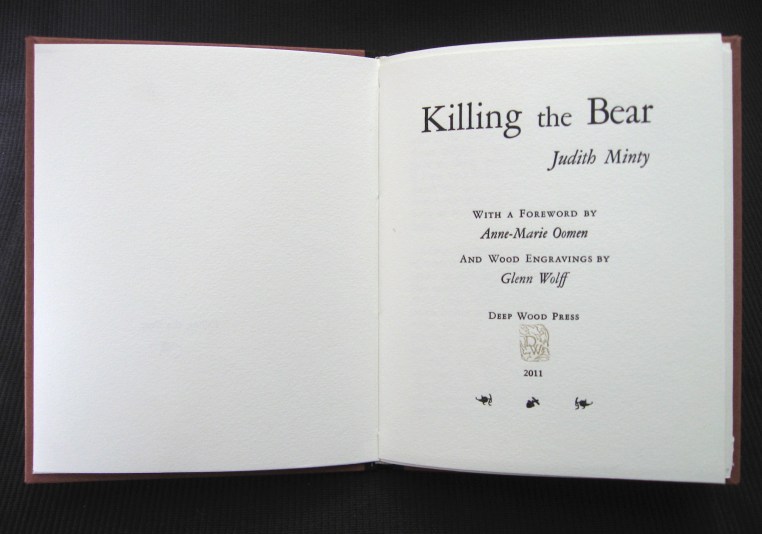 Killing the Bear
Judith Minty
With a Foreword by
Anne-Marie Oomen
And Wood Engravings by
Glenn Wolff
Deep Wood Press
DWP
2011